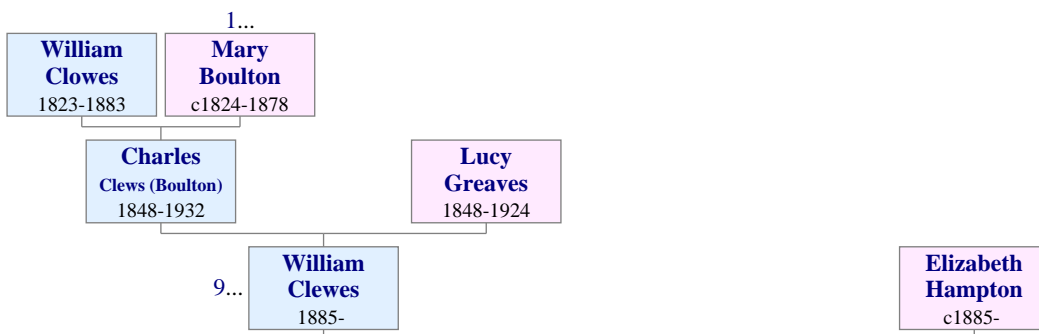 1...
William
Clowes
1823-1883
Mary
Boulton
c1824-1878
Charles
Clews (Boulton)
1848-1932
Lucy
Greaves
1848-1924
9...
William
Clewes
1885-
Elizabeth
Hampton
c1885-